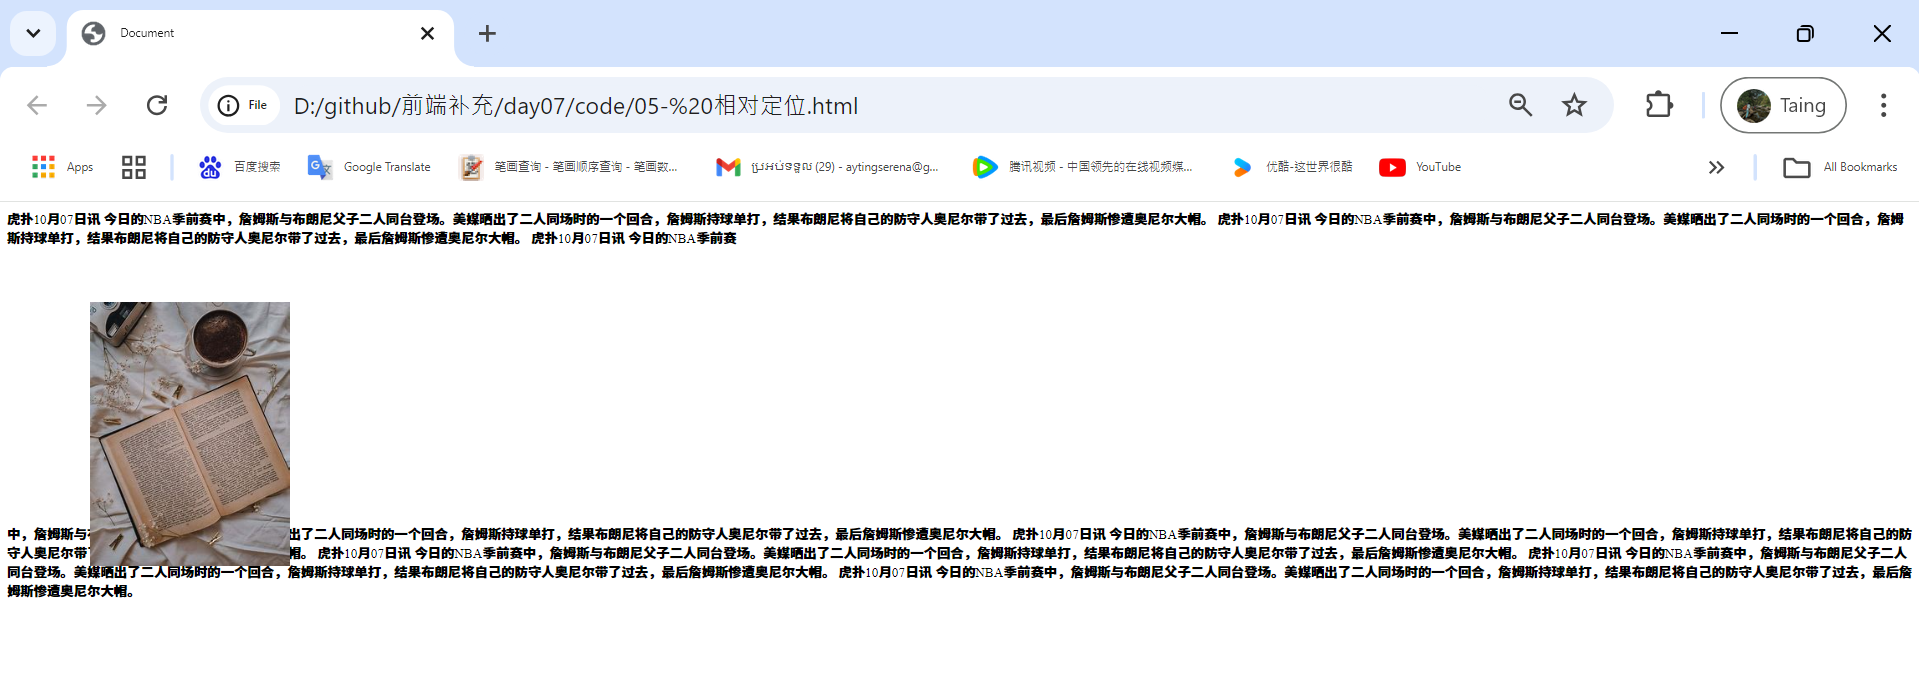 Document
File
D:/github/前端补充/day07/code/05-%20相对定位.html
Taing
Apps
百度搜索
Google Translate
笔画查询 - 笔画顺序查询 - 笔画数...
ប្រអប់ទទួល (29) - aytingserena@g...
腾讯视频 - 中国领先的在线视频媒...
优酷-这世界很酷
YouTube
All Bookmarks
虎扑10月07日讯 今日的NBA季前赛中，詹姆斯与布朗尼父子二人同台登场。美媒晒出了二人同场时的一个回合，詹姆斯持球单打，结果布朗尼将自己的防守人奥尼尔带了过去，最后詹姆斯惨遭奥尼尔大帽。 虎扑10月07日讯 今日的NBA季前赛中，詹姆斯与布朗尼父子二人同台登场。美媒晒出了二人同场时的一个回合，詹姆
斯持球单打，结果布朗尼将自己的防守人奥尼尔带了过去，最后詹姆斯惨遭奥尼尔大帽。 虎扑10月07日讯 今日的NBA季前赛
中，詹姆斯与 出了二人同场时的一个回合，詹姆斯持球单打，结果布朗尼将自己的防守人奥尼尔带了过去，最后詹姆斯惨遭奥尼尔大帽。 虎扑10月07日讯 今日的NBA季前赛中，詹姆斯与布朗尼父子二人同台登场。美媒晒出了二人同场时的一个回合，詹姆斯持球单打，结果布朗尼将自己的防
守人奥尼尔带 帽。 虎扑10月07日讯 今日的NBA季前赛中，詹姆斯与布朗尼父子二人同台登场。美媒晒出了二人同场时的一个回合，詹姆斯持球单打，结果布朗尼将自己的防守人奥尼尔带了过去，最后詹姆斯惨遭奥尼尔大帽。 虎扑10月07日讯 今日的NBA季前赛中，詹姆斯与布朗尼父子二人
同台登场。美媒晒出了二人同场时的一个回合，詹姆斯持球单打，结果布朗尼将自己的防守人奥尼尔带了过去，最后詹姆斯惨遭奥尼尔大帽。 虎扑10月07日讯 今日的NBA季前赛中，詹姆斯与布朗尼父子二人同台登场。美媒晒出了二人同场时的一个回合，詹姆斯持球单打，结果布朗尼将自己的防守人奥尼尔带了过去，最后詹
姆斯惨遭奥尼尔大帽。